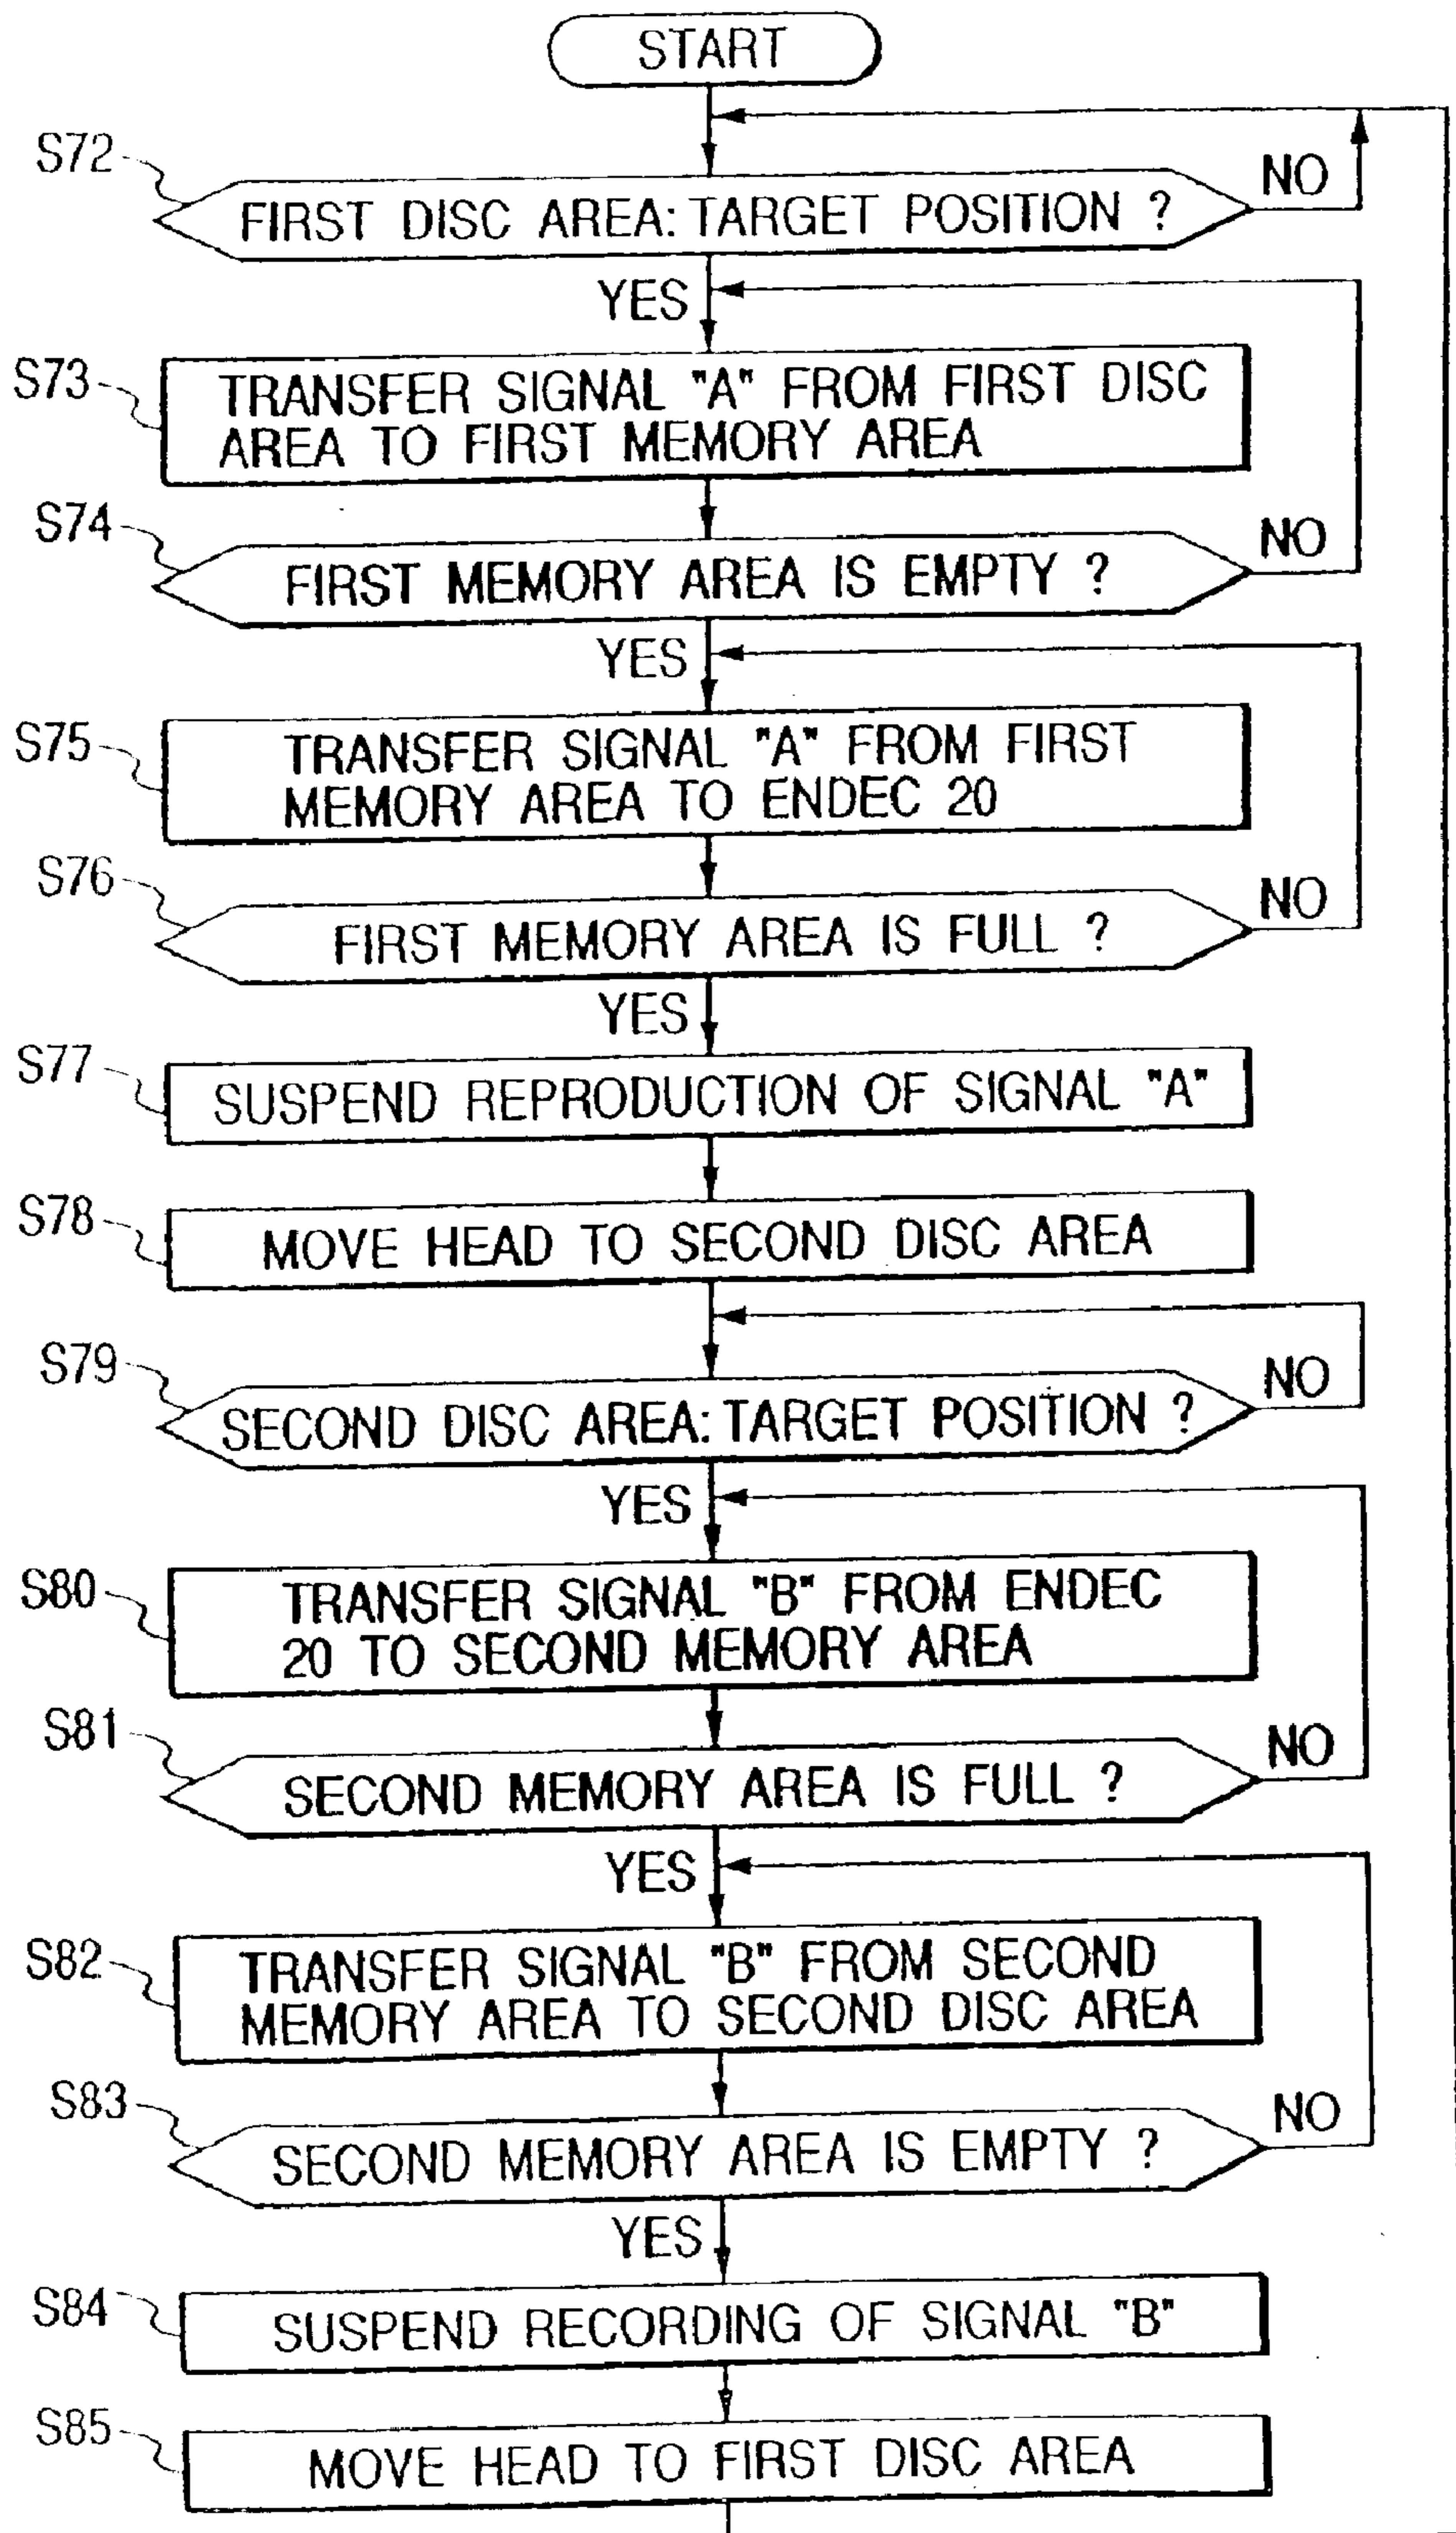 START
S72
FIRST DISC AREA: TARGET POSITION ?
NO
YES
S73
TRANSFER SIGNAL "A" FROM FIRST DISC
AREA TO FIRST MEMORY AREA
S74
FIRST MEMORY AREA IS EMPTY ?
NO
YES
S75
TRANSFER SIGNAL "A" FROM FIRST
MEMORY AREA TO ENDEC 20
S76
FIRST MEMORY AREA IS FULL ?
NO
YES
S77
SUSPEND REPRODUCTION OF SIGNAL "A"
S78
MOVE HEAD TO SECOND DISC AREA
S79
SECOND DISC AREA: TARGET POSITION ?
NO
YES
S80
TRANSFER SIGNAL "B" FROM ENDEC
20 TO SECOND MEMORY AREA
S81
SECOND MEMORY AREA IS FULL ?
NO
YES
S82
TRANSFER SIGNAL "B" FROM SECOND
MEMORY AREA TO SECOND DISC AREA
S83
SECOND MEMORY AREA IS EMPTY ?
NO
YES
S84
SUSPEND RECORDING OF SIGNAL "B"
S85
MOVE HEAD TO FIRST DISC AREA